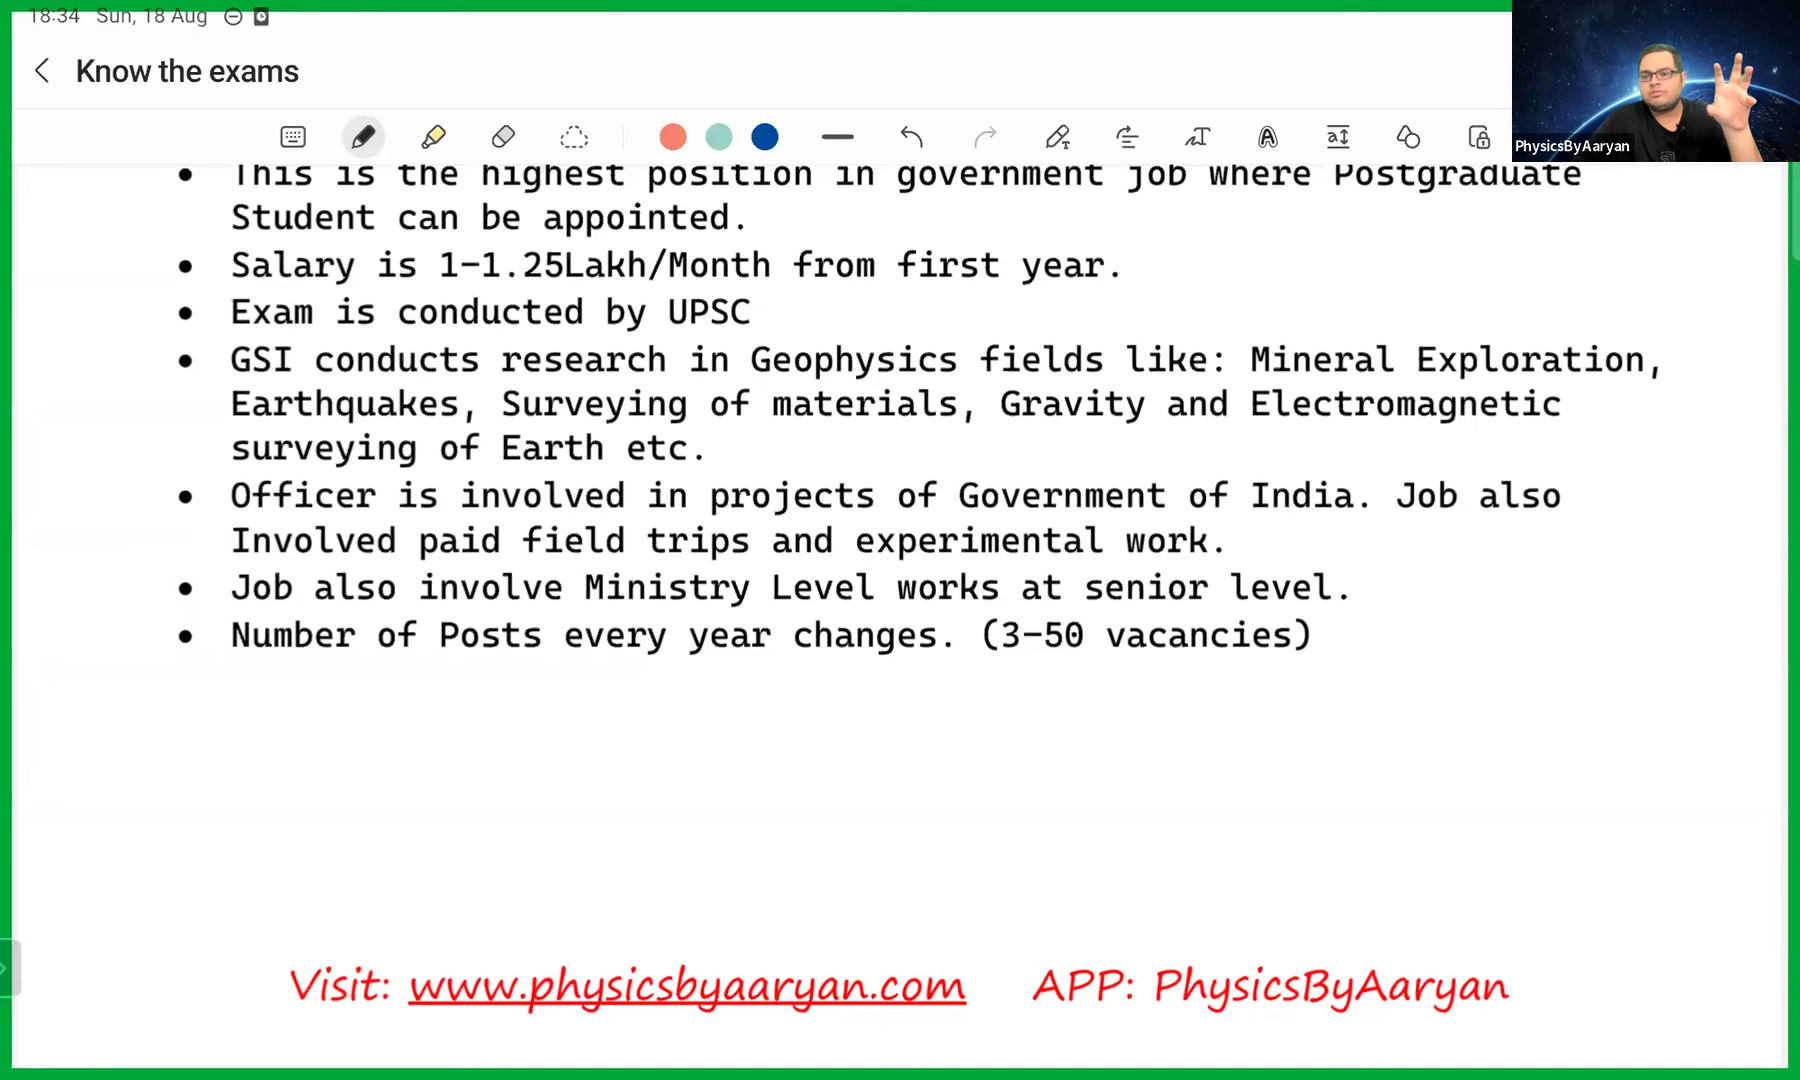 18:34 Sun, 18 Aug
Know the exams
PhysicsByAaryan
• This is the highest position in government job where Postgraduate
Student can be appointed.
• Salary is 1-1.25Lakh/Month from first year.
• Exam is conducted by UPSC
• GSI conducts research in Geophysics fields like: Mineral Exploration,
Earthquakes, Surveying of materials, Gravity and Electromagnetic
surveying of Earth etc.
• Officer is involved in projects of Government of India. Job also
Involved paid field trips and experimental work.
• Job also involve Ministry Level works at senior level.
• Number of Posts every year changes. (3-50 vacancies)
Visit: www.physicsbyaaryan.com APP: PhysicsByAaryan